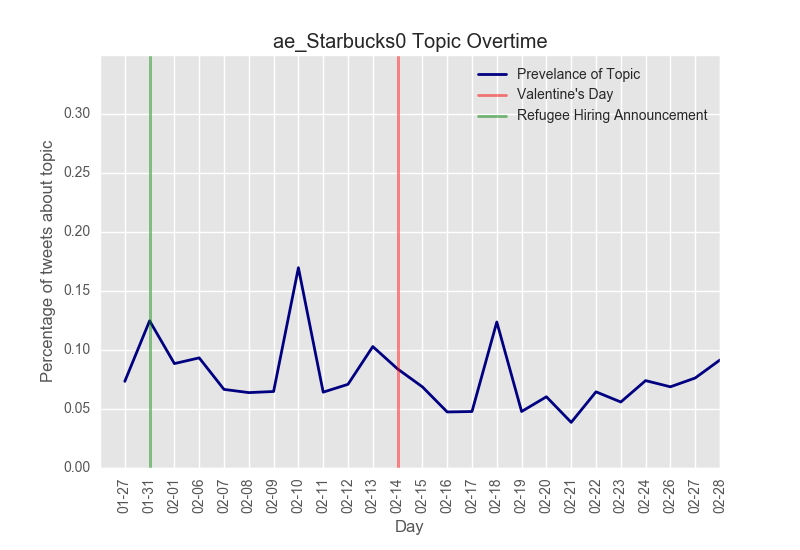 ae_Starbucks0 Topic Overtime
Prevelance of Topic
Valentine's Day
Refugee Hiring Announcement
Percentage of tweets about topic
0.30
0.25
0.20
0.15
0.10
0.05
0.00
01-27 01-31 02-01 02-06 02-07 02-08 02-09 02-10 02-11 02-12 02-13 02-14 02-15 02-16 02-17 02-18 02-19 02-20 02-21 02-22 02-23 02-24 02-26 02-27 02-28
Day